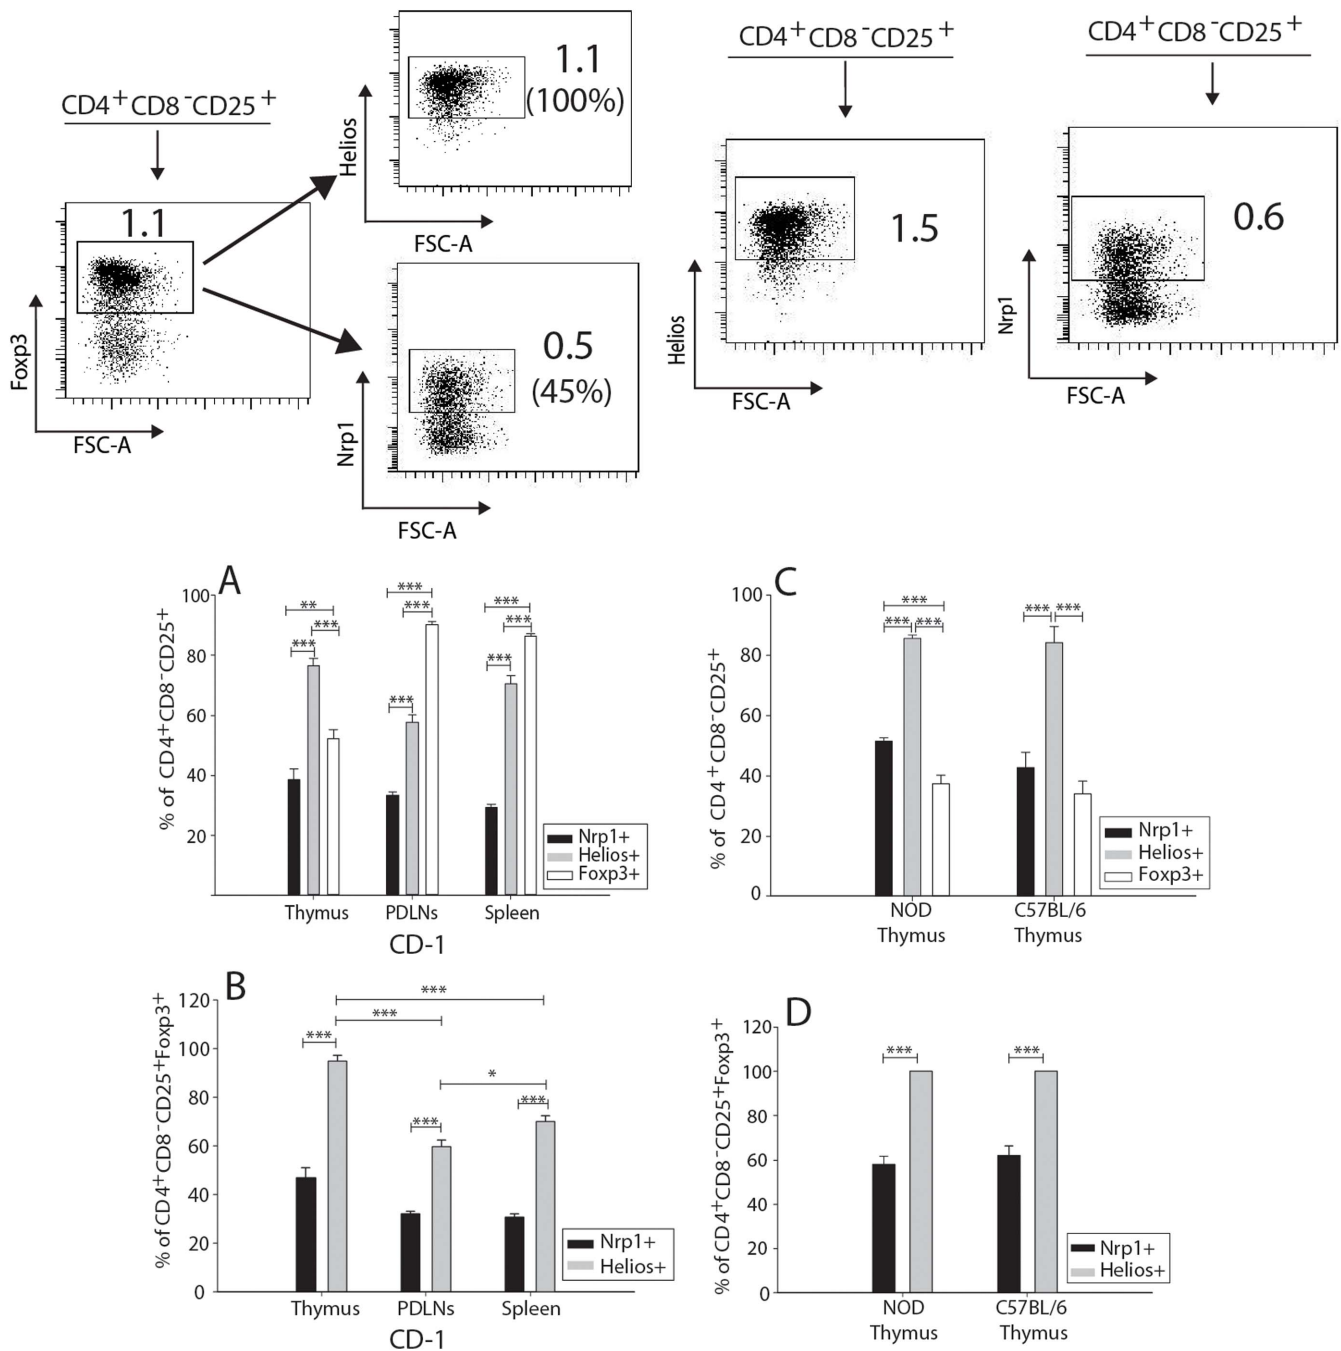 CD4+CD8-CD25+
1.1
Foxp3
FSC-A
1.1
(100%)
Helios
FSC-A
0.5
(45%)
Nrp1
FSC-A
CD4+CD8-CD25+
1.5
Helios
FSC-A
CD4+CD8-CD25+
0.6
Nrp1
FSC-A
A
% of CD4+CD8-CD25+
100
80
60
40
20
** *** ***
*** *** ***
*** *** ***
Nrp1+
Helios+
Foxp3+
Thymus PDLNs Spleen
CD-1
C
% of CD4+CD8-CD25+
100
80
60
40
20
0
*** *** ***
*** ***
Nrp1+
Helios+
Foxp3+
NOD C57BL/6
Thymus Thymus
B
% of CD4+CD8-CD25+Foxp3+
120
100
80
60
40
20
0
***
***
***
*
*** ***
Nrp1+
Helios+
Thymus PDLNs Spleen
CD-1
D
% of CD4+CD8-CD25+Foxp3+
120
100
80
60
40
20
0
*** ***
Nrp1+
Helios+
NOD C57BL/6
Thymus Thymus